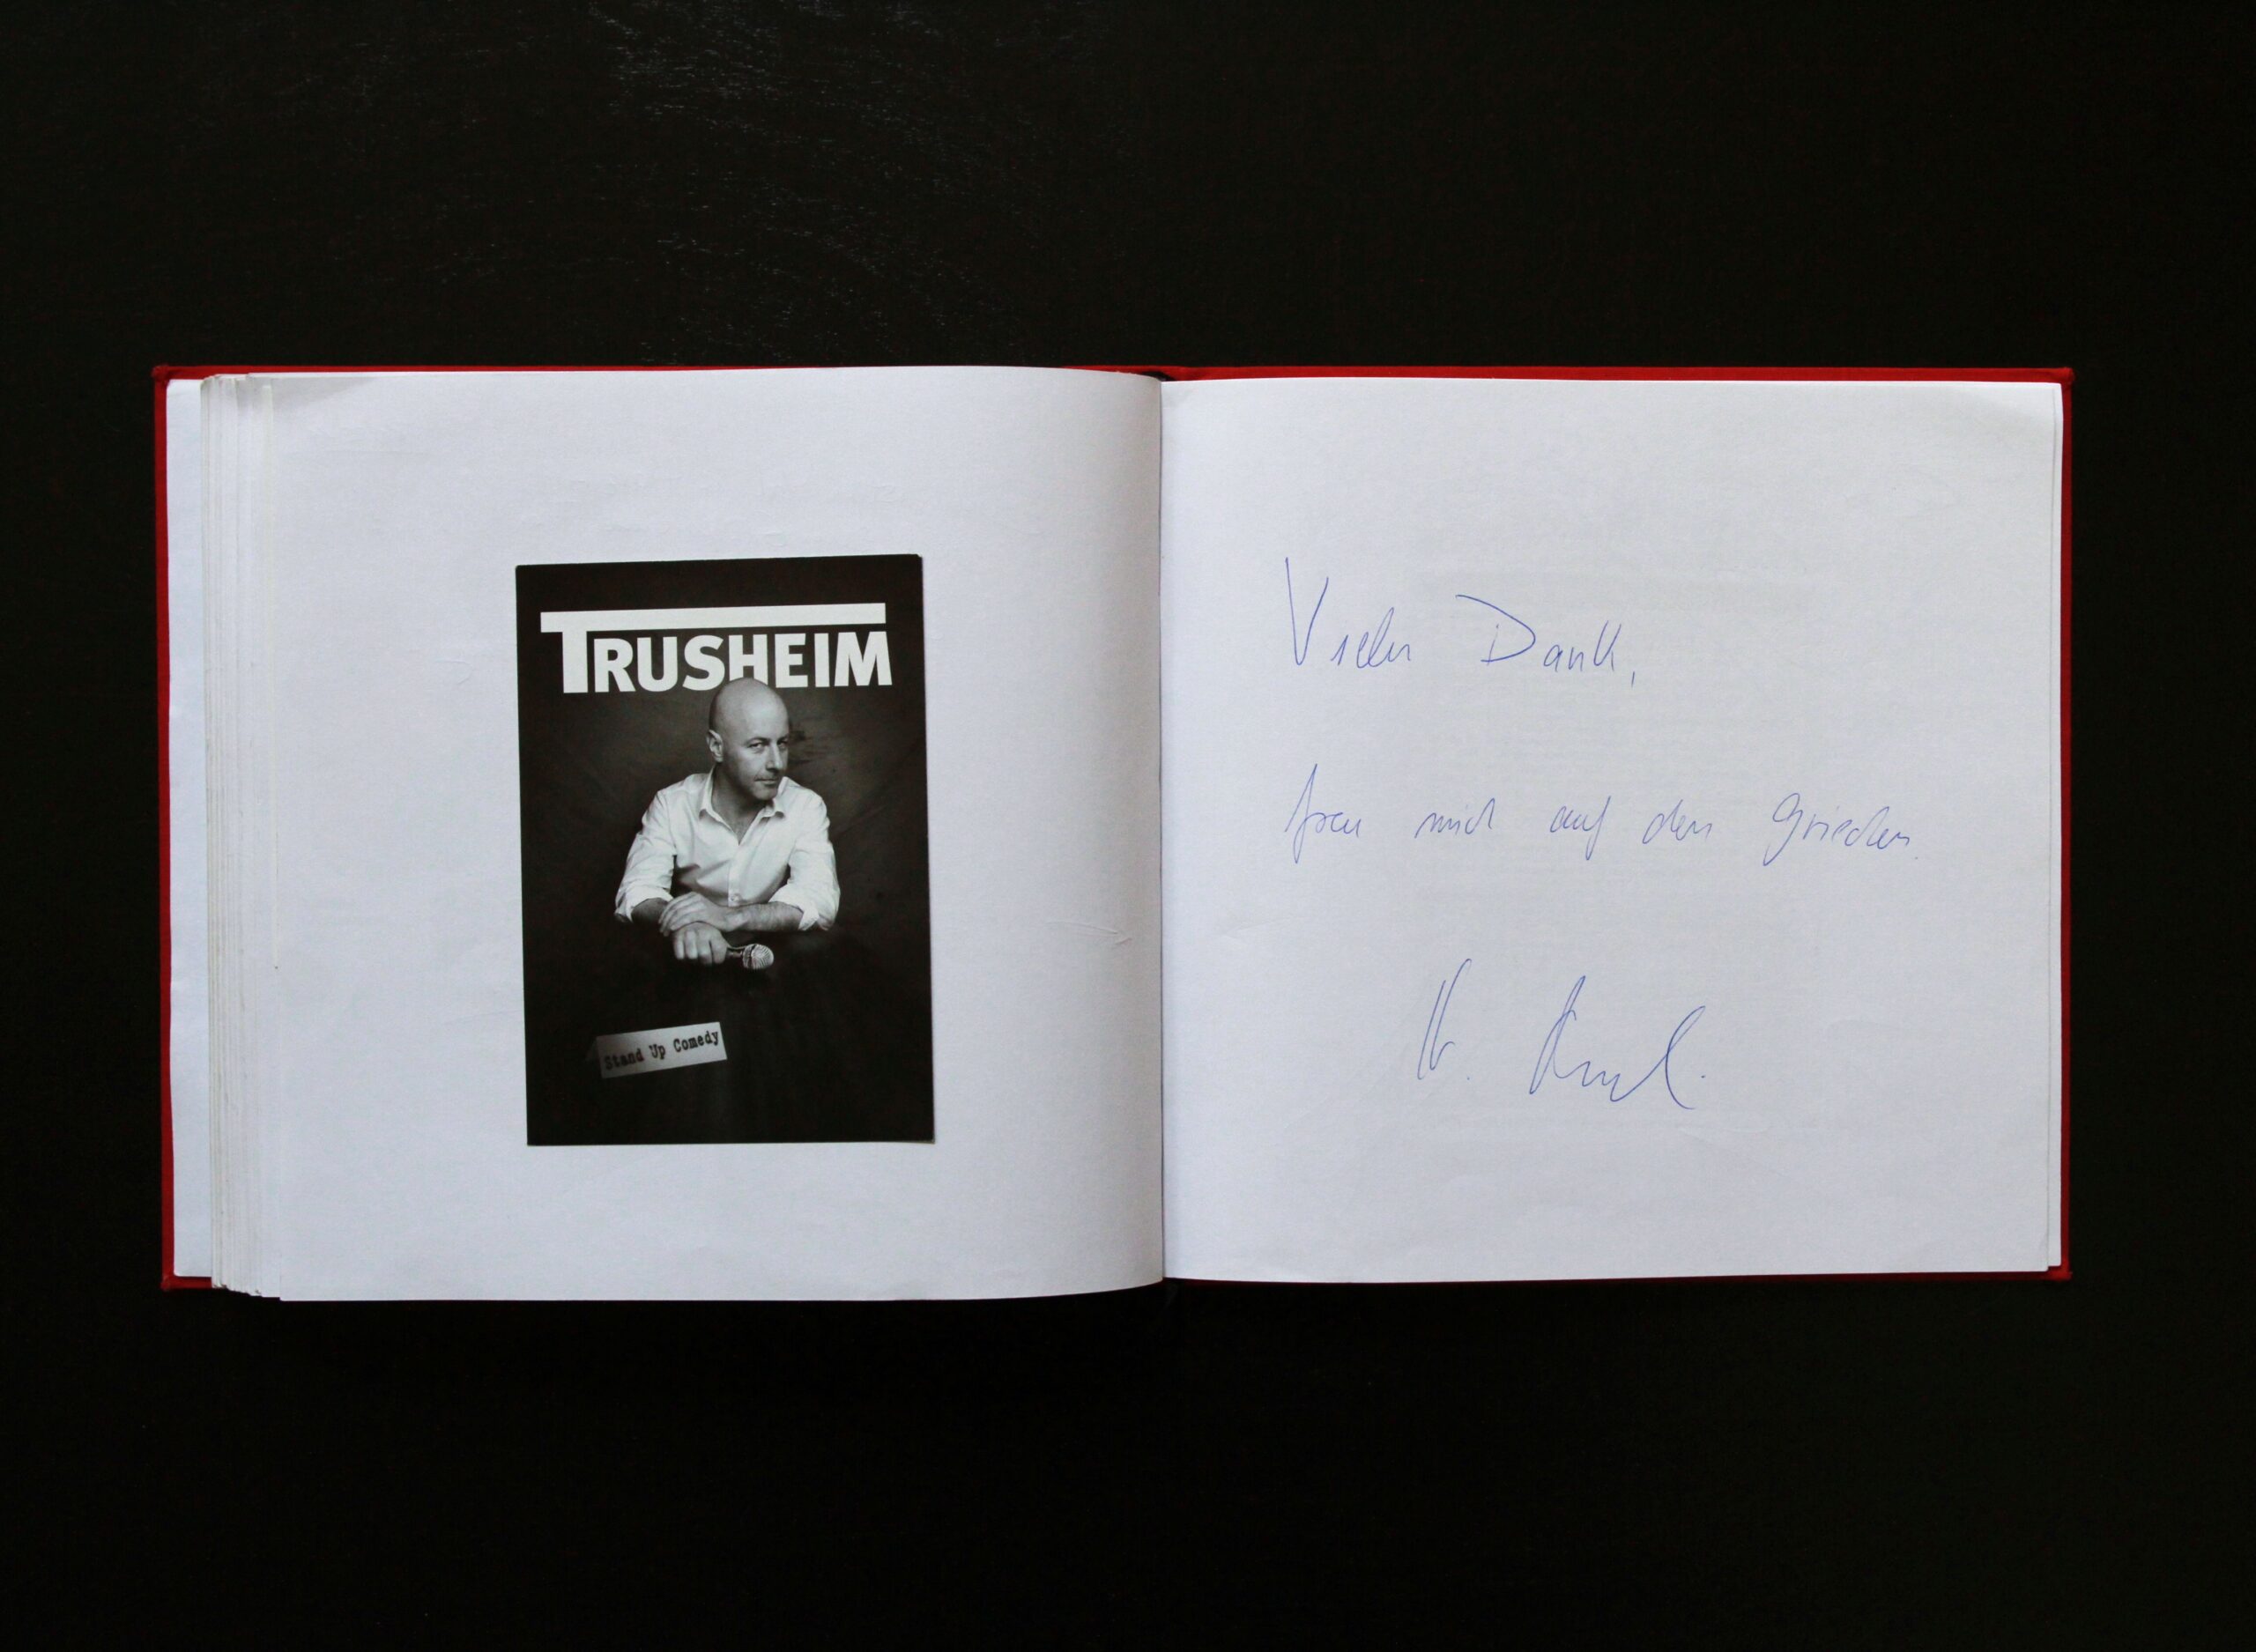 TRUSHEIM
Stand Up Comedy
Vielen Dank,
freu mich auf den Griechen.